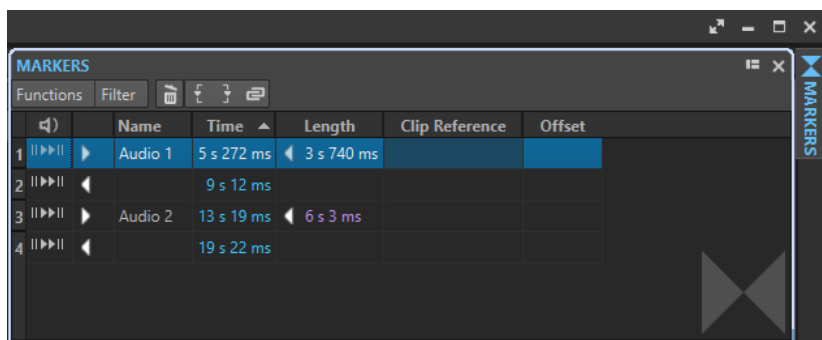 MARKERS
Functions Filter
MARKERS
Name Time Length Clip Reference Offset
1 Audio 1 5 s 272 ms 3 s 740 ms
2 9 s 12 ms
3 Audio 2 13 s 19 ms 6 s 3 ms
4 19 s 22 ms